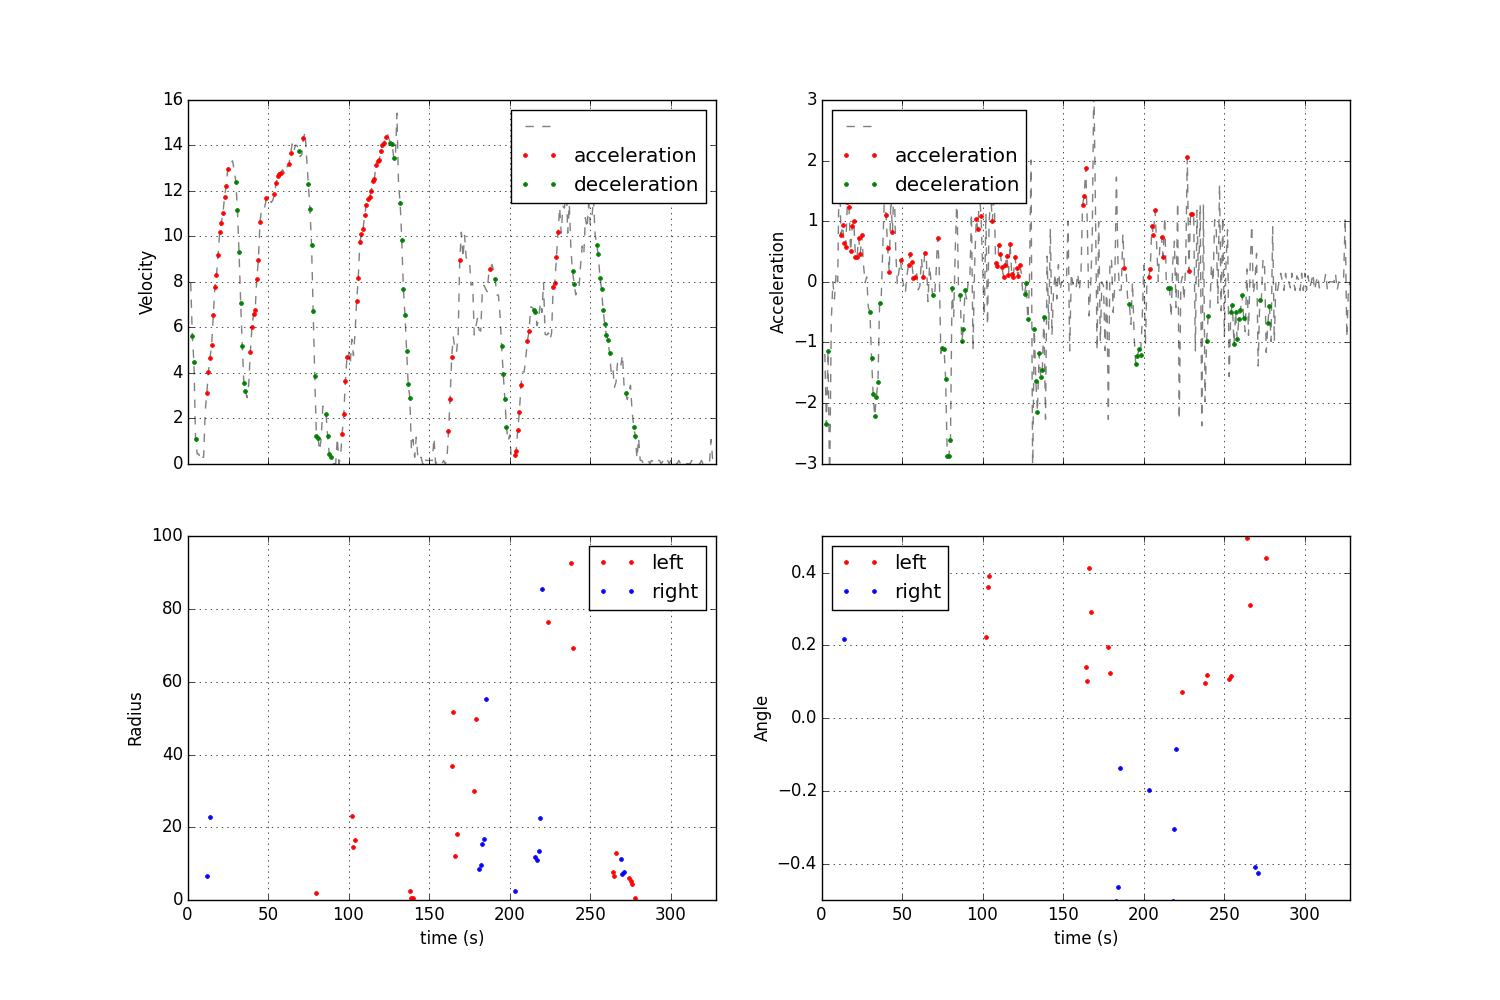 16
14
12
10
8
6
4
2
0
Velocity
acceleration
deceleration
3
2
1
0
−1
−2
−3
Acceleration
acceleration
deceleration
100
80
60
40
20
0
Radius
left
right
0 50 100 150 200 250 300
time (s)
0.4
0.2
0.0
−0.2
−0.4
Angle
left
right
0 50 100 150 200 250 300
time (s)